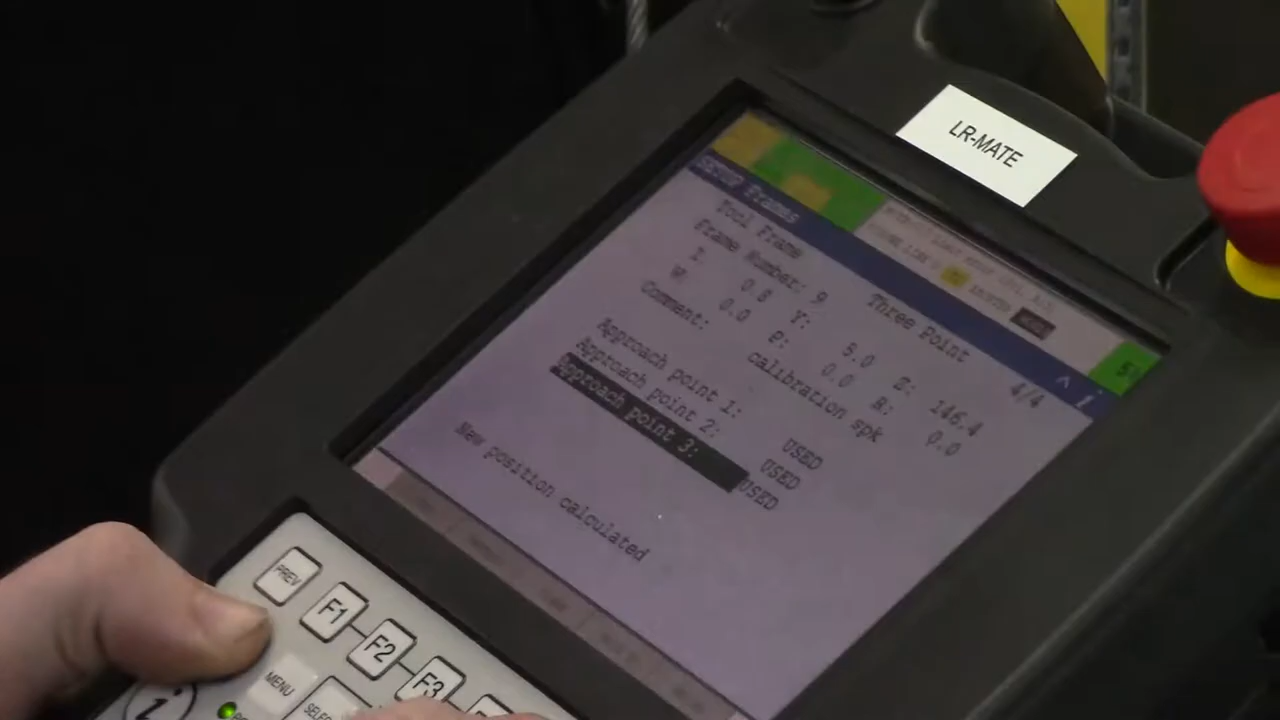 LR-MATE
SETUP Frames
Tool Frame Three Point 4/4
Frame Number: 9
X 0.8 Y: 5.0 Z: 146.4
W 0.0 P: 0.0 R: 0.0
Comment: calibration spk
Approach point 1: USED
Approach point 2: USED
Approach point 3: USED
New position calculated
PREV
F1
F2
F3
MENU
i